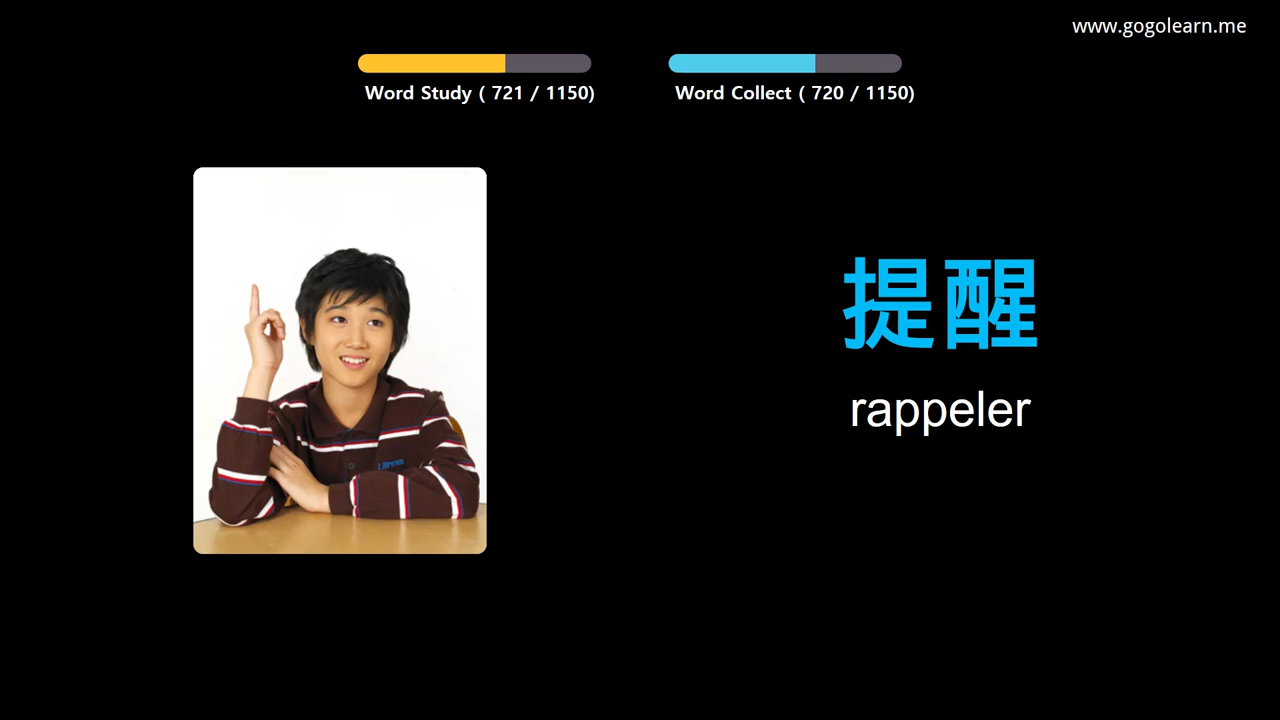 www.gogolearn.me
Word Study ( 721 / 1150)
Word Collect ( 720 / 1150)
提醒
rappeler